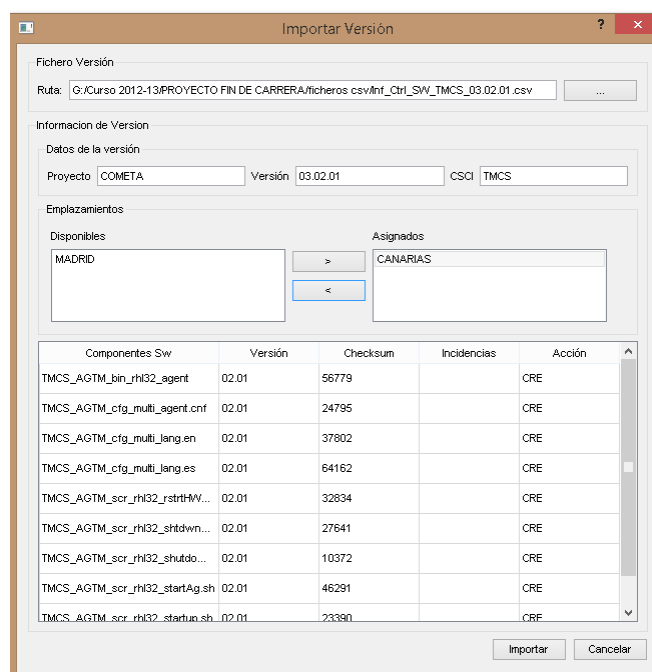 Importar Versión
?
×
Fichero Versión
Ruta: G:/Curso 2012-13/PROYECTO FIN DE CARRERA/ficheros csv/Inf_Ctrl_SW_TMCS_03.02.01.csv ...
Informacion de Version
Datos de la versión
Proyecto COMETA Versión 03.02.01 CSCI TMCS
Emplazamientos
Disponibles Asignados
MADRID > CANARIAS
<
Componentes Sw Versión Checksum Incidencias Acción
TMCS_AGTM_bin_rhl32_agent 02.01 56779 CRE
TMCS_AGTM_cfg_multi_agent.cnf 02.01 24795 CRE
TMCS_AGTM_cfg_multi_lang.en 02.01 37802 CRE
TMCS_AGTM_cfg_multi_lang.es 02.01 64162 CRE
TMCS_AGTM_scr_rhl32_rstrtHW... 02.01 32834 CRE
TMCS_AGTM_scr_rhl32_shtdwn... 02.01 27641 CRE
TMCS_AGTM_scr_rhl32_shutdo... 02.01 10372 CRE
TMCS_AGTM_scr_rhl32_startAg.sh 02.01 46291 CRE
TMCS_AGTM_scr_rhl32_startup.sh 02.01 23390 CRE
Importar Cancelar